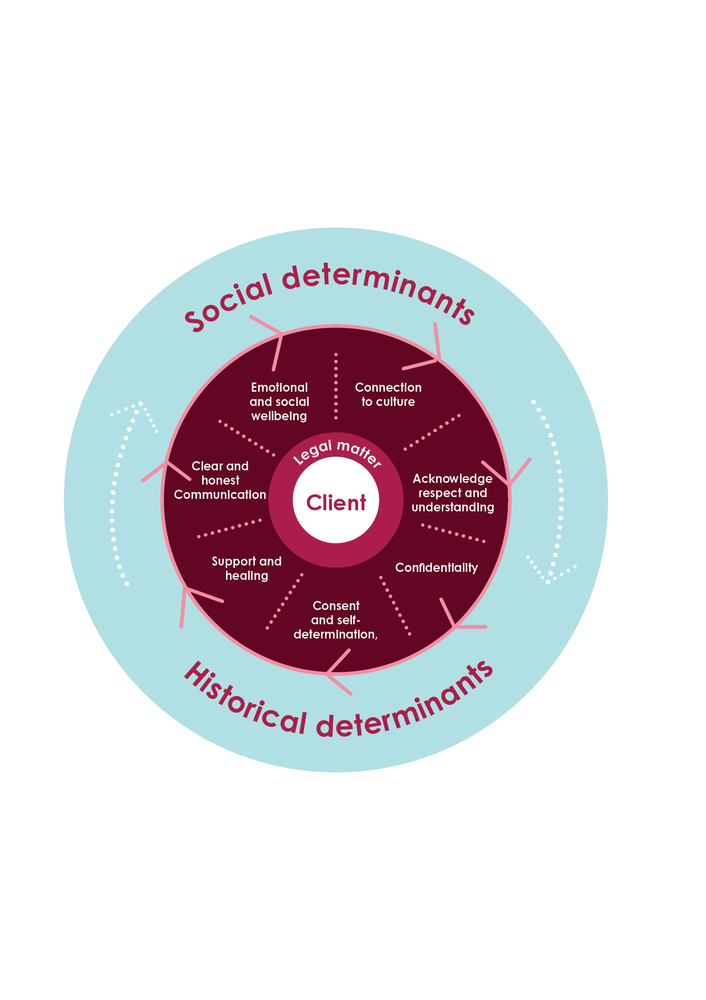 Social determinants
Emotional
and social
wellbeing
Connection
to culture
Legal matter
Client
Clear and
honest
Communication
Acknowledge
respect and
understanding
Support and
healing
Confidentiality
Consent
and self-
determination,
Historical determinants